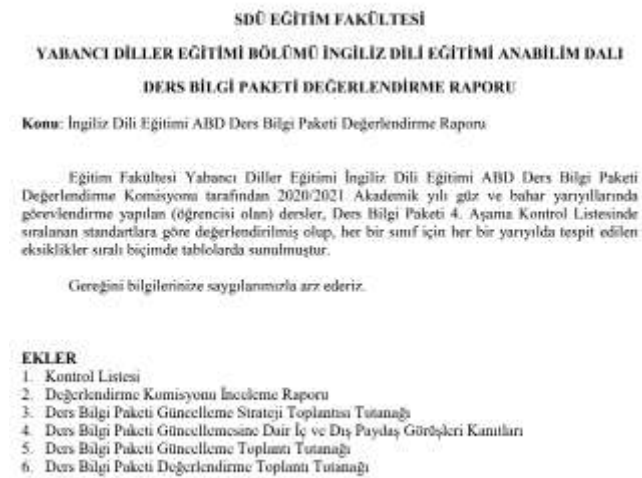 SDÜ EĞİTİM FAKÜLTESİ
YABANCI DİLLER EĞİTİMİ BÖLÜMÜ İNGİLİZ DİLİ EĞİTİMİ ANABİLİM DALI
DERS BİLGİ PAKETİ DEĞERLENDİRME RAPORU
Konu: İngiliz Dili Eğitimi ABD Ders Bilgi Paketi Değerlendirme Raporu
Eğitim Fakültesi Yabancı Diller Eğitimi İngiliz Dili Eğitimi ABD Ders Bilgi Paketi
Değerlendirme Komisyonu tarafından 2020/2021 Akademik yılı güz ve bahar yarıyıllarında
görevlendirme yapılan (öğrencisi olan) dersler, Ders Bilgi Paketi 4. Aşama Kontrol Listesinde
sıralanan standartlara göre değerlendirilmiş olup, her bir sınıf için her bir yarıyılda tespit edilen
eksiklikler sıralı biçimde tablolarda sunulmuştur.
Gereğini bilgilerinize saygılarımızla arz ederiz.
EKLER
1. Kontrol Listesi
2. Değerlendirme Komisyonu İnceleme Raporu
3. Ders Bilgi Paketi Güncelleme Strateji Toplantısı Tutanağı
4. Ders Bilgi Paketi Güncellemesine Dair İç ve Dış Paydaş Görüşleri Kanıtları
5. Ders Bilgi Paketi Güncelleme Toplantı Tutanağı
6. Ders Bilgi Paketi Değerlendirme Toplantı Tutanağı